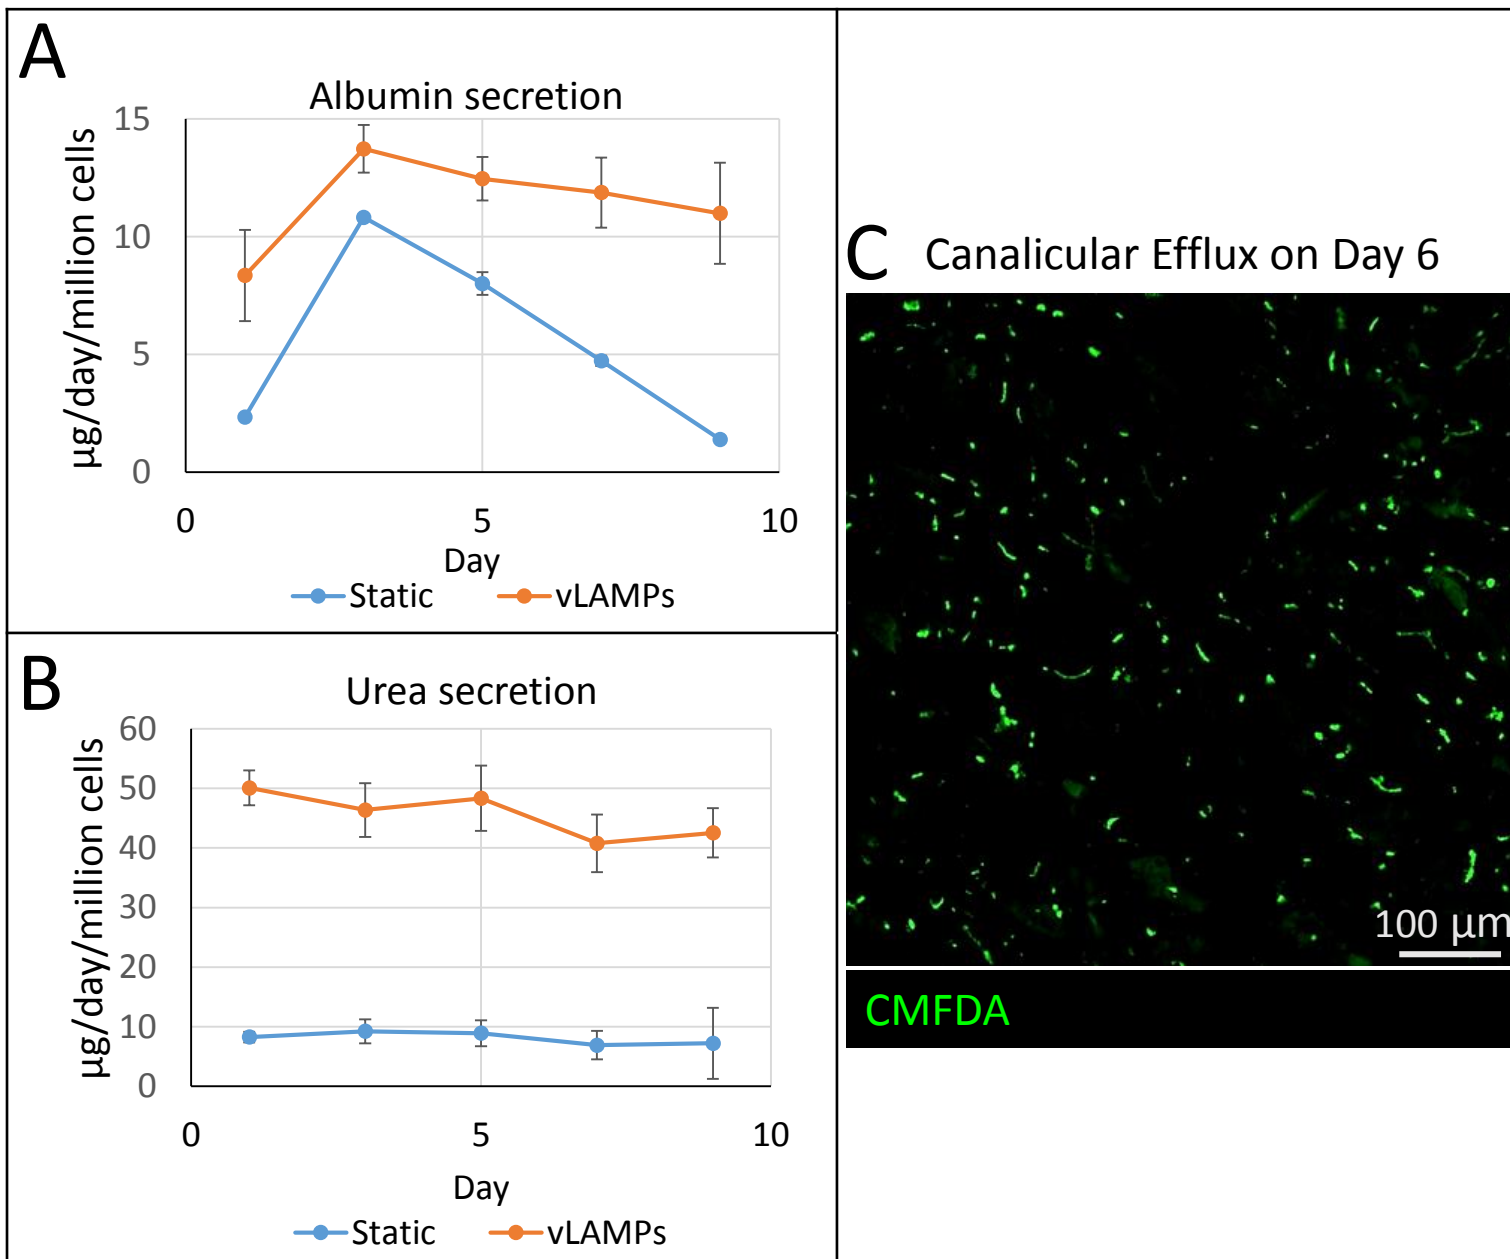 A
Albumin secretion
µg/day/million cells
15
10
5
0
0 5 10
Day
Static vLAMPs
B
Urea secretion
µg/day/million cells
60
50
40
30
20
10
0
0 5 10
Day
Static vLAMPs
C Canalicular Efflux on Day 6
100 µm
CMFDA